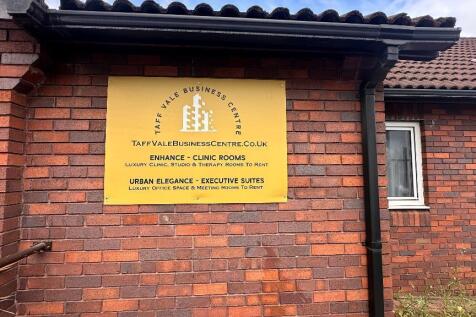 TAFF VALE BUSINESS CENTRE
TAFFVALEBUSINESSCENTRE.CO.UK
ENHANCE - CLINIC ROOMS
LUXURY CLINIC, STUDIO & THERAPY ROOMS TO RENT
URBAN ELEGANCE - EXECUTIVE SUITES
LUXURY OFFICE SPACE & MEETING ROOMS TO RENT